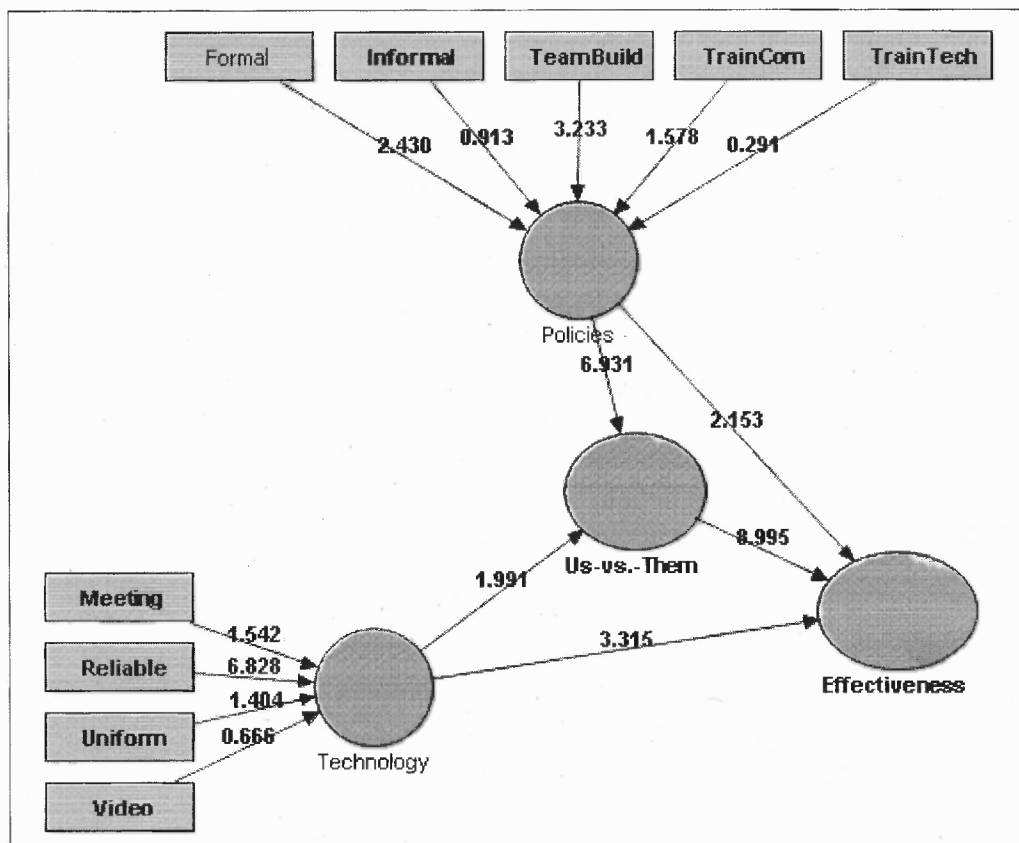 Formal
Informal
TeamBuild
TrainCom
TrainTech
2.430
0.913
3.233
1.578
0.291
Policies
6.931
2.153
Us-vs.-Them
8.995
1.991
3.315
Effectiveness
Meeting
Reliable
Uniform
Video
1.542
6.828
1.404
0.666
Technology